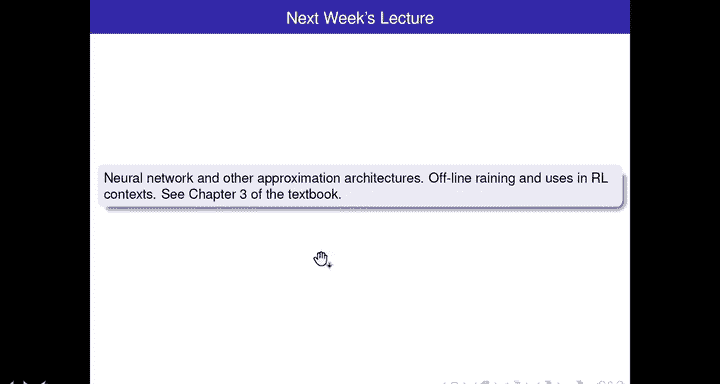 Next Week's Lecture
Neural network and other approximation architectures. Off-line raining and uses in RL
contexts. See Chapter 3 of the textbook.